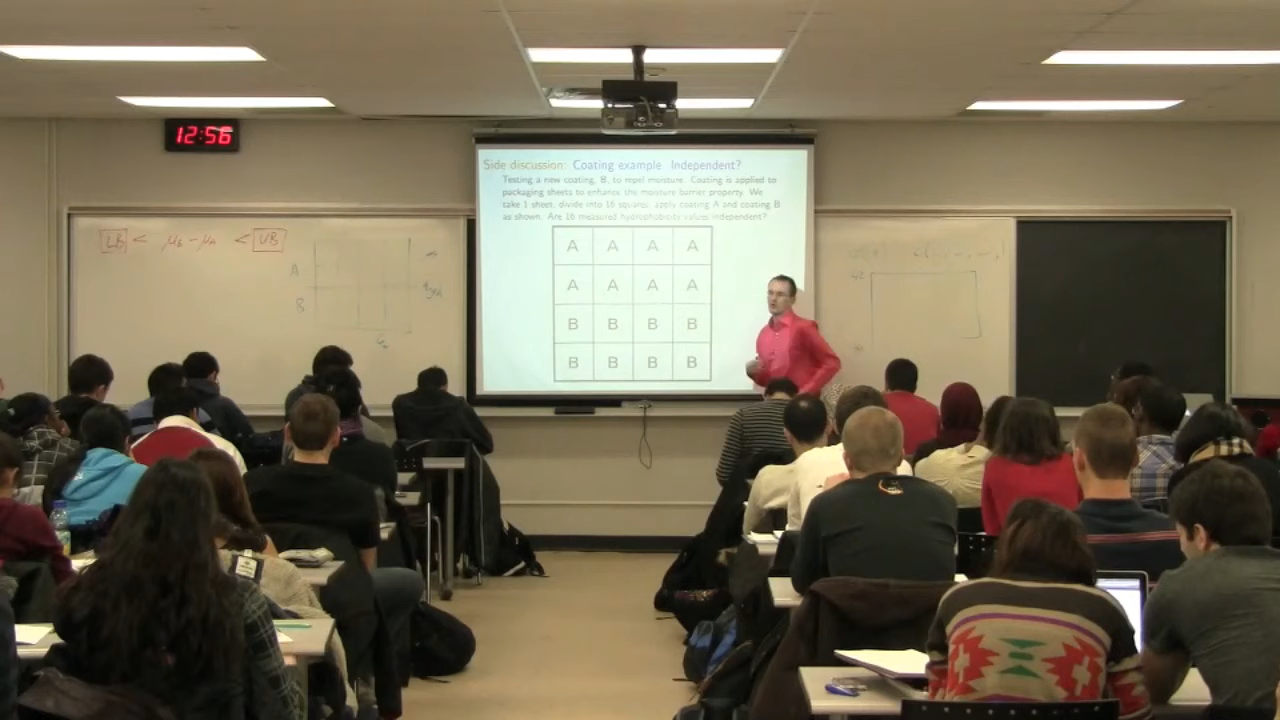 12:56
Side discussion: Coating example. Independent?
Testing a new coating, B, to repel moisture. Coating is applied to
packaging sheets to enhance the moisture barrier property. We
take 1 sheet, divide into 16 squares, apply coating A and coating B
as shown. Are 16 measured hydrophobicity values independent?
LB < μB - μA < UB
A A A A
A A A A
B B B B
B B B B
A
B